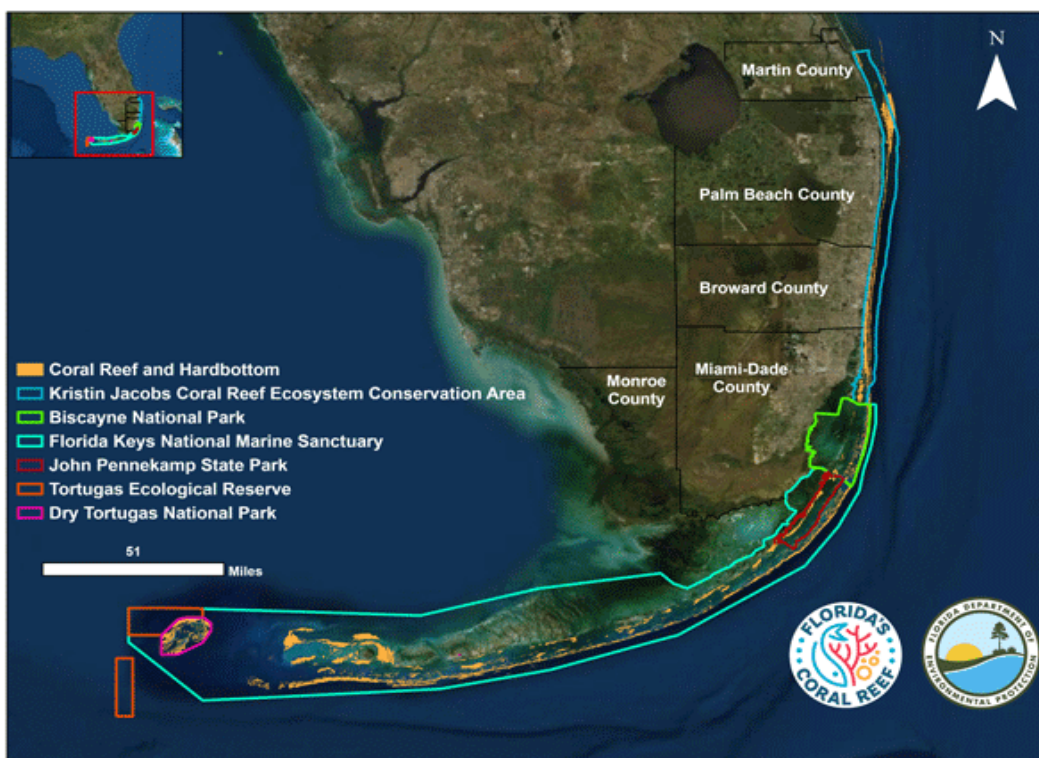 N
Martin County
Palm Beach County
Broward County
Miami-Dade
County
Monroe
County
Coral Reef and Hardbottom
Kristin Jacobs Coral Reef Ecosystem Conservation Area
Biscayne National Park
Florida Keys National Marine Sanctuary
John Pennekamp State Park
Tortugas Ecological Reserve
Dry Tortugas National Park
51
Miles
FLORIDA'S
CORAL REEF
FLORIDA DEPARTMENT OF
ENVIRONMENTAL PROTECTION